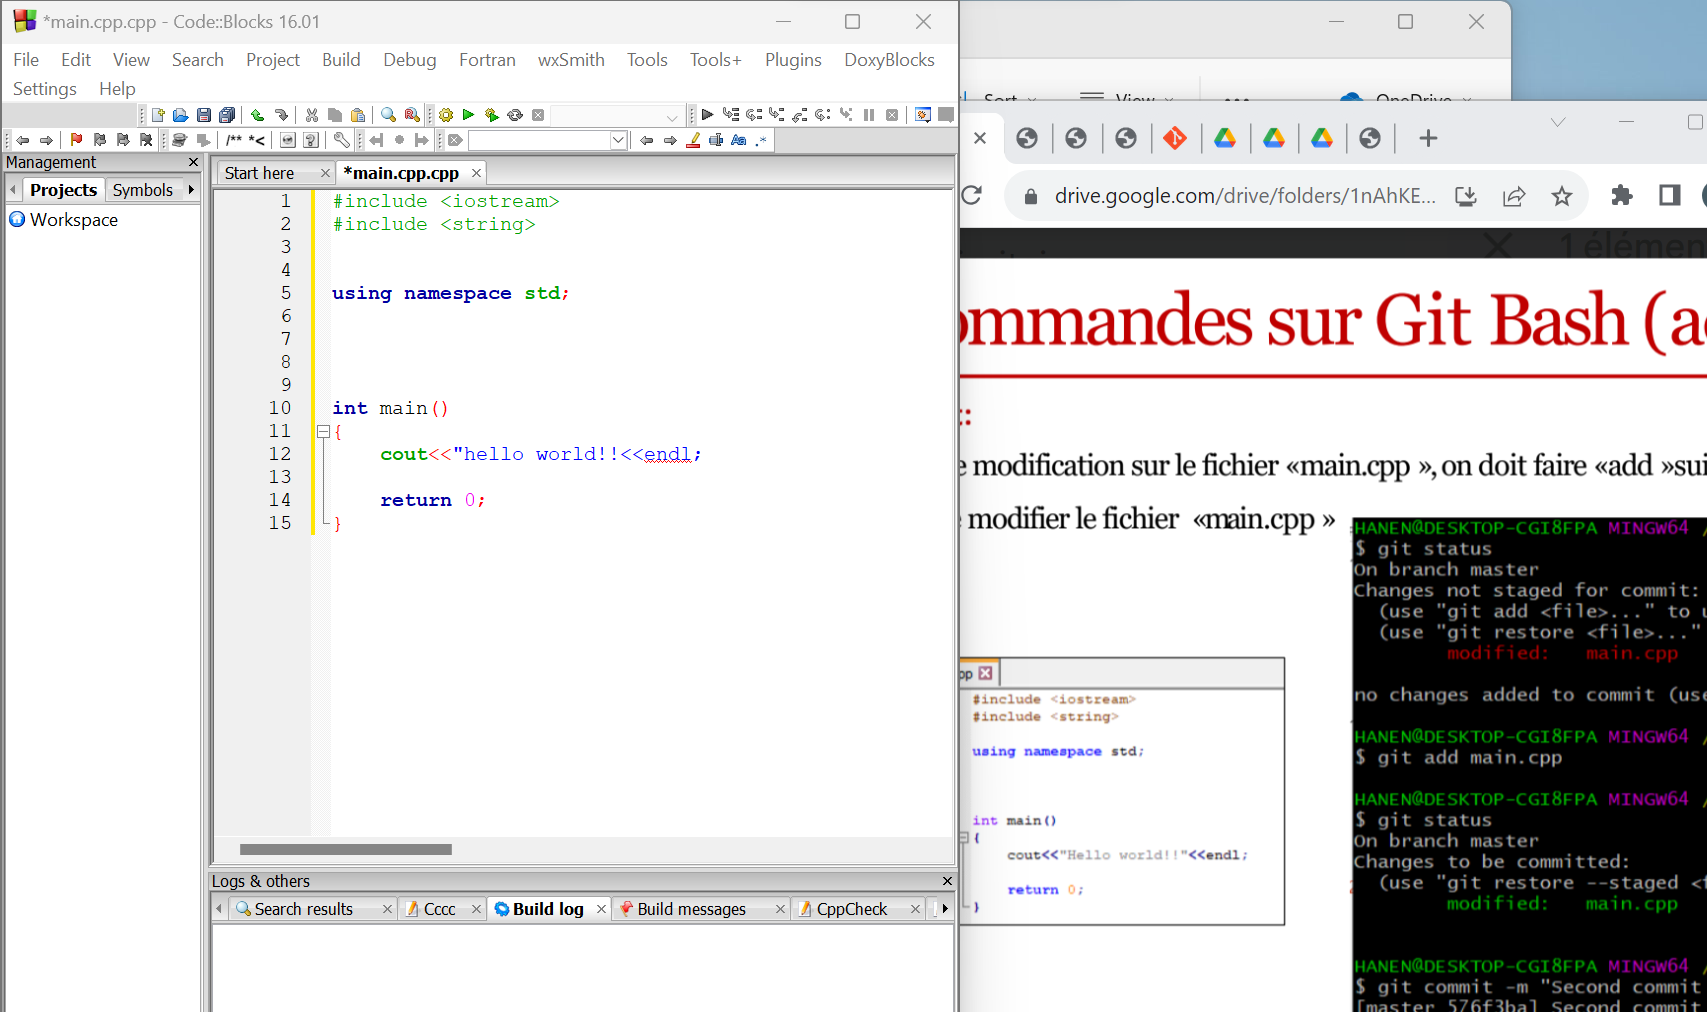 *main.cpp.cpp - Code::Blocks 16.01
File Edit View Search Project Build Debug Fortran wxSmith Tools Tools+ Plugins DoxyBlocks
Settings Help
/** *<
Management
Projects Symbols
Workspace
Start here *main.cpp.cpp
1 #include <iostream>
2 #include <string>
3
4
5 using namespace std;
6
7
8
9
10 int main()
11 {
12 cout<<"hello world!!<<endl;
13
14 return 0;
15 }
Logs & others
Search results Cccc Build log Build messages CppCheck
Sort View OneDrive
drive.google.com/drive/folders/1nAhKE...
1 élémen
ommandes sur Git Bash (a
:
e modification sur le fichier «main.cpp », on doit faire «add »sui
modifier le fichier «main.cpp »
#include <iostream>
#include <string>
using namespace std;
int main()
{
cout<<"Hello world!!"<<endl;
return 0;
}
HANEN@DESKTOP-CGI8FPA MINGW64 /
$ git status
On branch master
Changes not staged for commit:
(use "git add <file>..." to u
(use "git restore <file>..."
modified: main.cpp
no changes added to commit (use
HANEN@DESKTOP-CGI8FPA MINGW64 /
$ git add main.cpp
HANEN@DESKTOP-CGI8FPA MINGW64 /
$ git status
On branch master
Changes to be committed:
(use "git restore --staged <f
modified: main.cpp
HANEN@DESKTOP-CGI8FPA MINGW64 /
$ git commit -m "Second commit
[master 576f3ba] Second commit